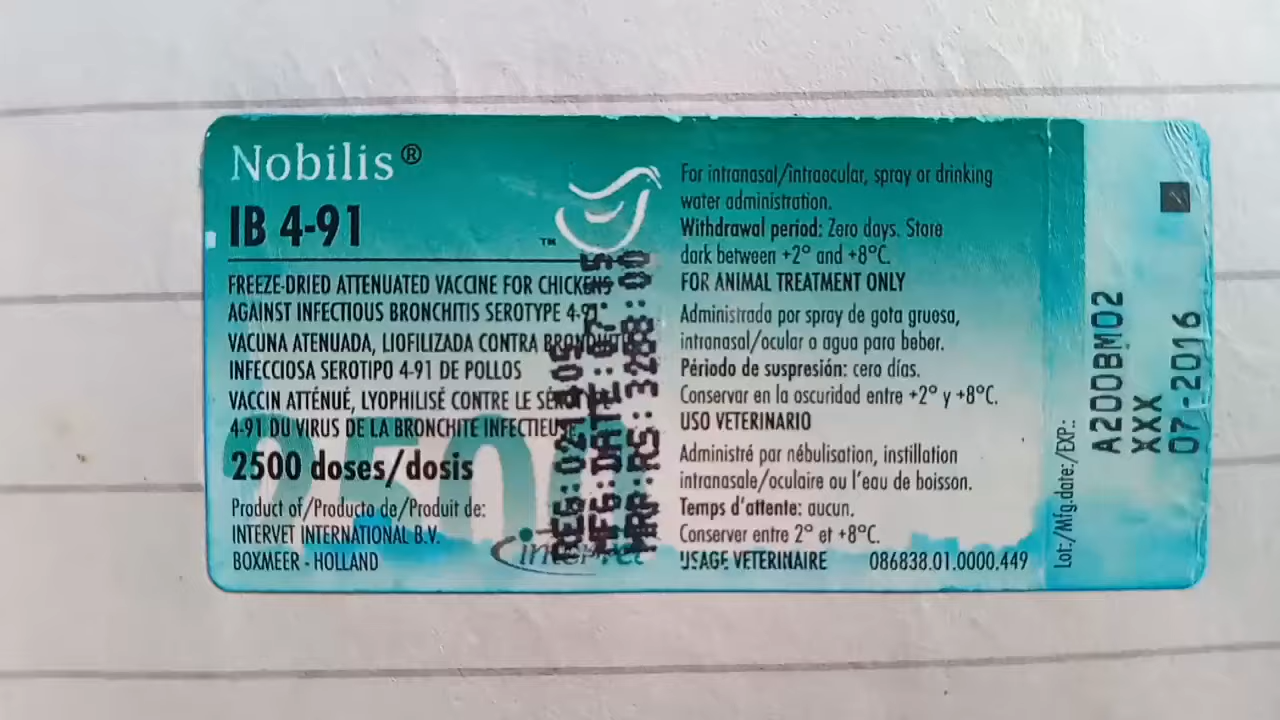 Nobilis®
IB 4-91
FREEZE-DRIED ATTENUATED VACCINE FOR CHICKENS
AGAINST INFECTIOUS BRONCHITIS SEROTYPE 4-91
VACUNA ATENUADA, LIOFILIZADA CONTRA
INFECCIOSA SEROTIPO 4-91 DE POLLOS
VACCIN ATTÉNUÉ, LYOPHILISÉ CONTRE LE
4-91 DU VIRUS DE LA BRONCHITE INFECTIEUSE
2500
2500 doses/dosis
Product of/Producto de/Produit de:
INTERVET INTERNATIONAL B.V.
BOXMEER - HOLLAND
Intervet
TM
MRP:RS:
For intranasal/intraocular, spray or drinking
water administration.
Withdrawal period: Zero days. Store
dark between +2° and +8°C.
FOR ANIMAL TREATMENT ONLY
Administrada por spray de gota gruesa,
intranasal/ocular o agua para beber.
Período de suspresión: cero días.
Conservar en la oscuridad entre +2° y +8°C.
USO VETERINARIO
Administré par nébulisation, instillation
intranasale/oculaire ou l'eau de boisson.
Temps d'attente: aucun.
Conserver entre 2° et +8°C.
USAGE VETERINAIRE 086838.01.0000.449
Lot:/Mfg.date:/EXP.:
A200BM02
XXX
07-2016